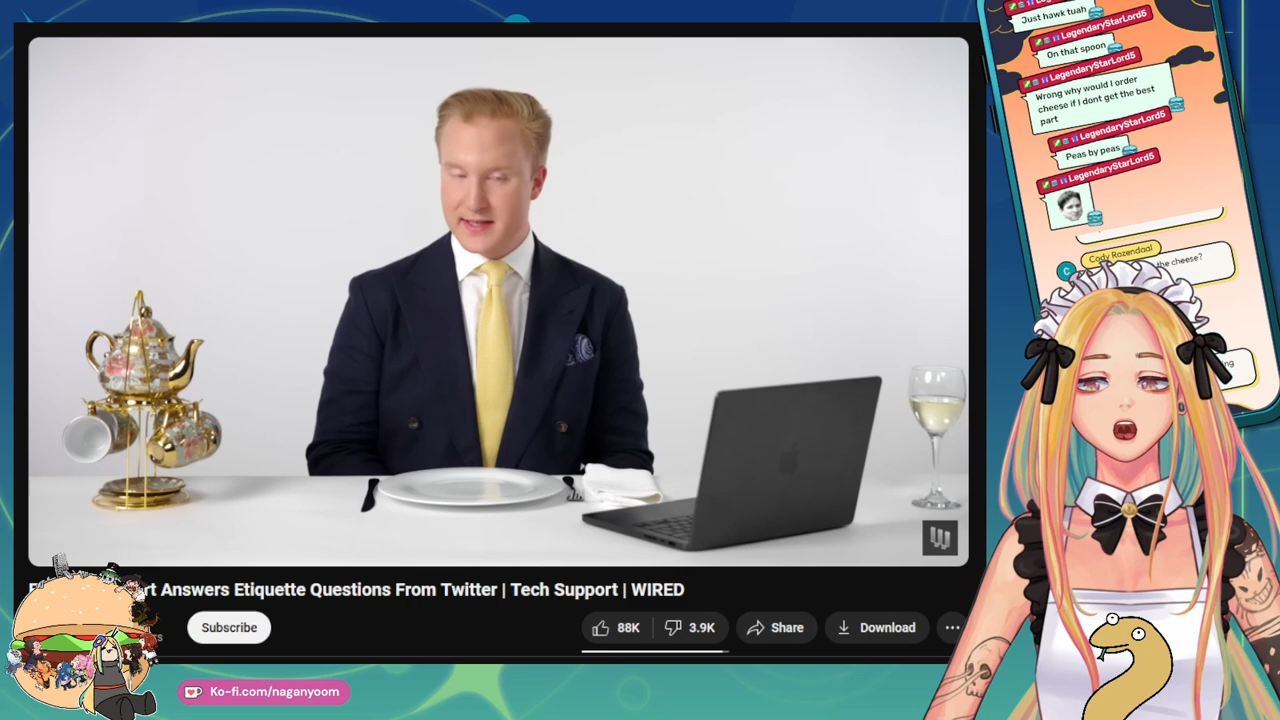 Just hawk tuah
LegendaryStarLord5
On that spoon
LegendaryStarLord5
Wrong why would I order
cheese if I dont get the best
part
LegendaryStarLord5
Peas by peas
LegendaryStarLord5
Cody Rozendaal
C
the cheese?
W
rt Answers Etiquette Questions From Twitter | Tech Support | WIRED
Subscribe
88K
3.9K
Share
Download
Ko-fi.com/naganyoom